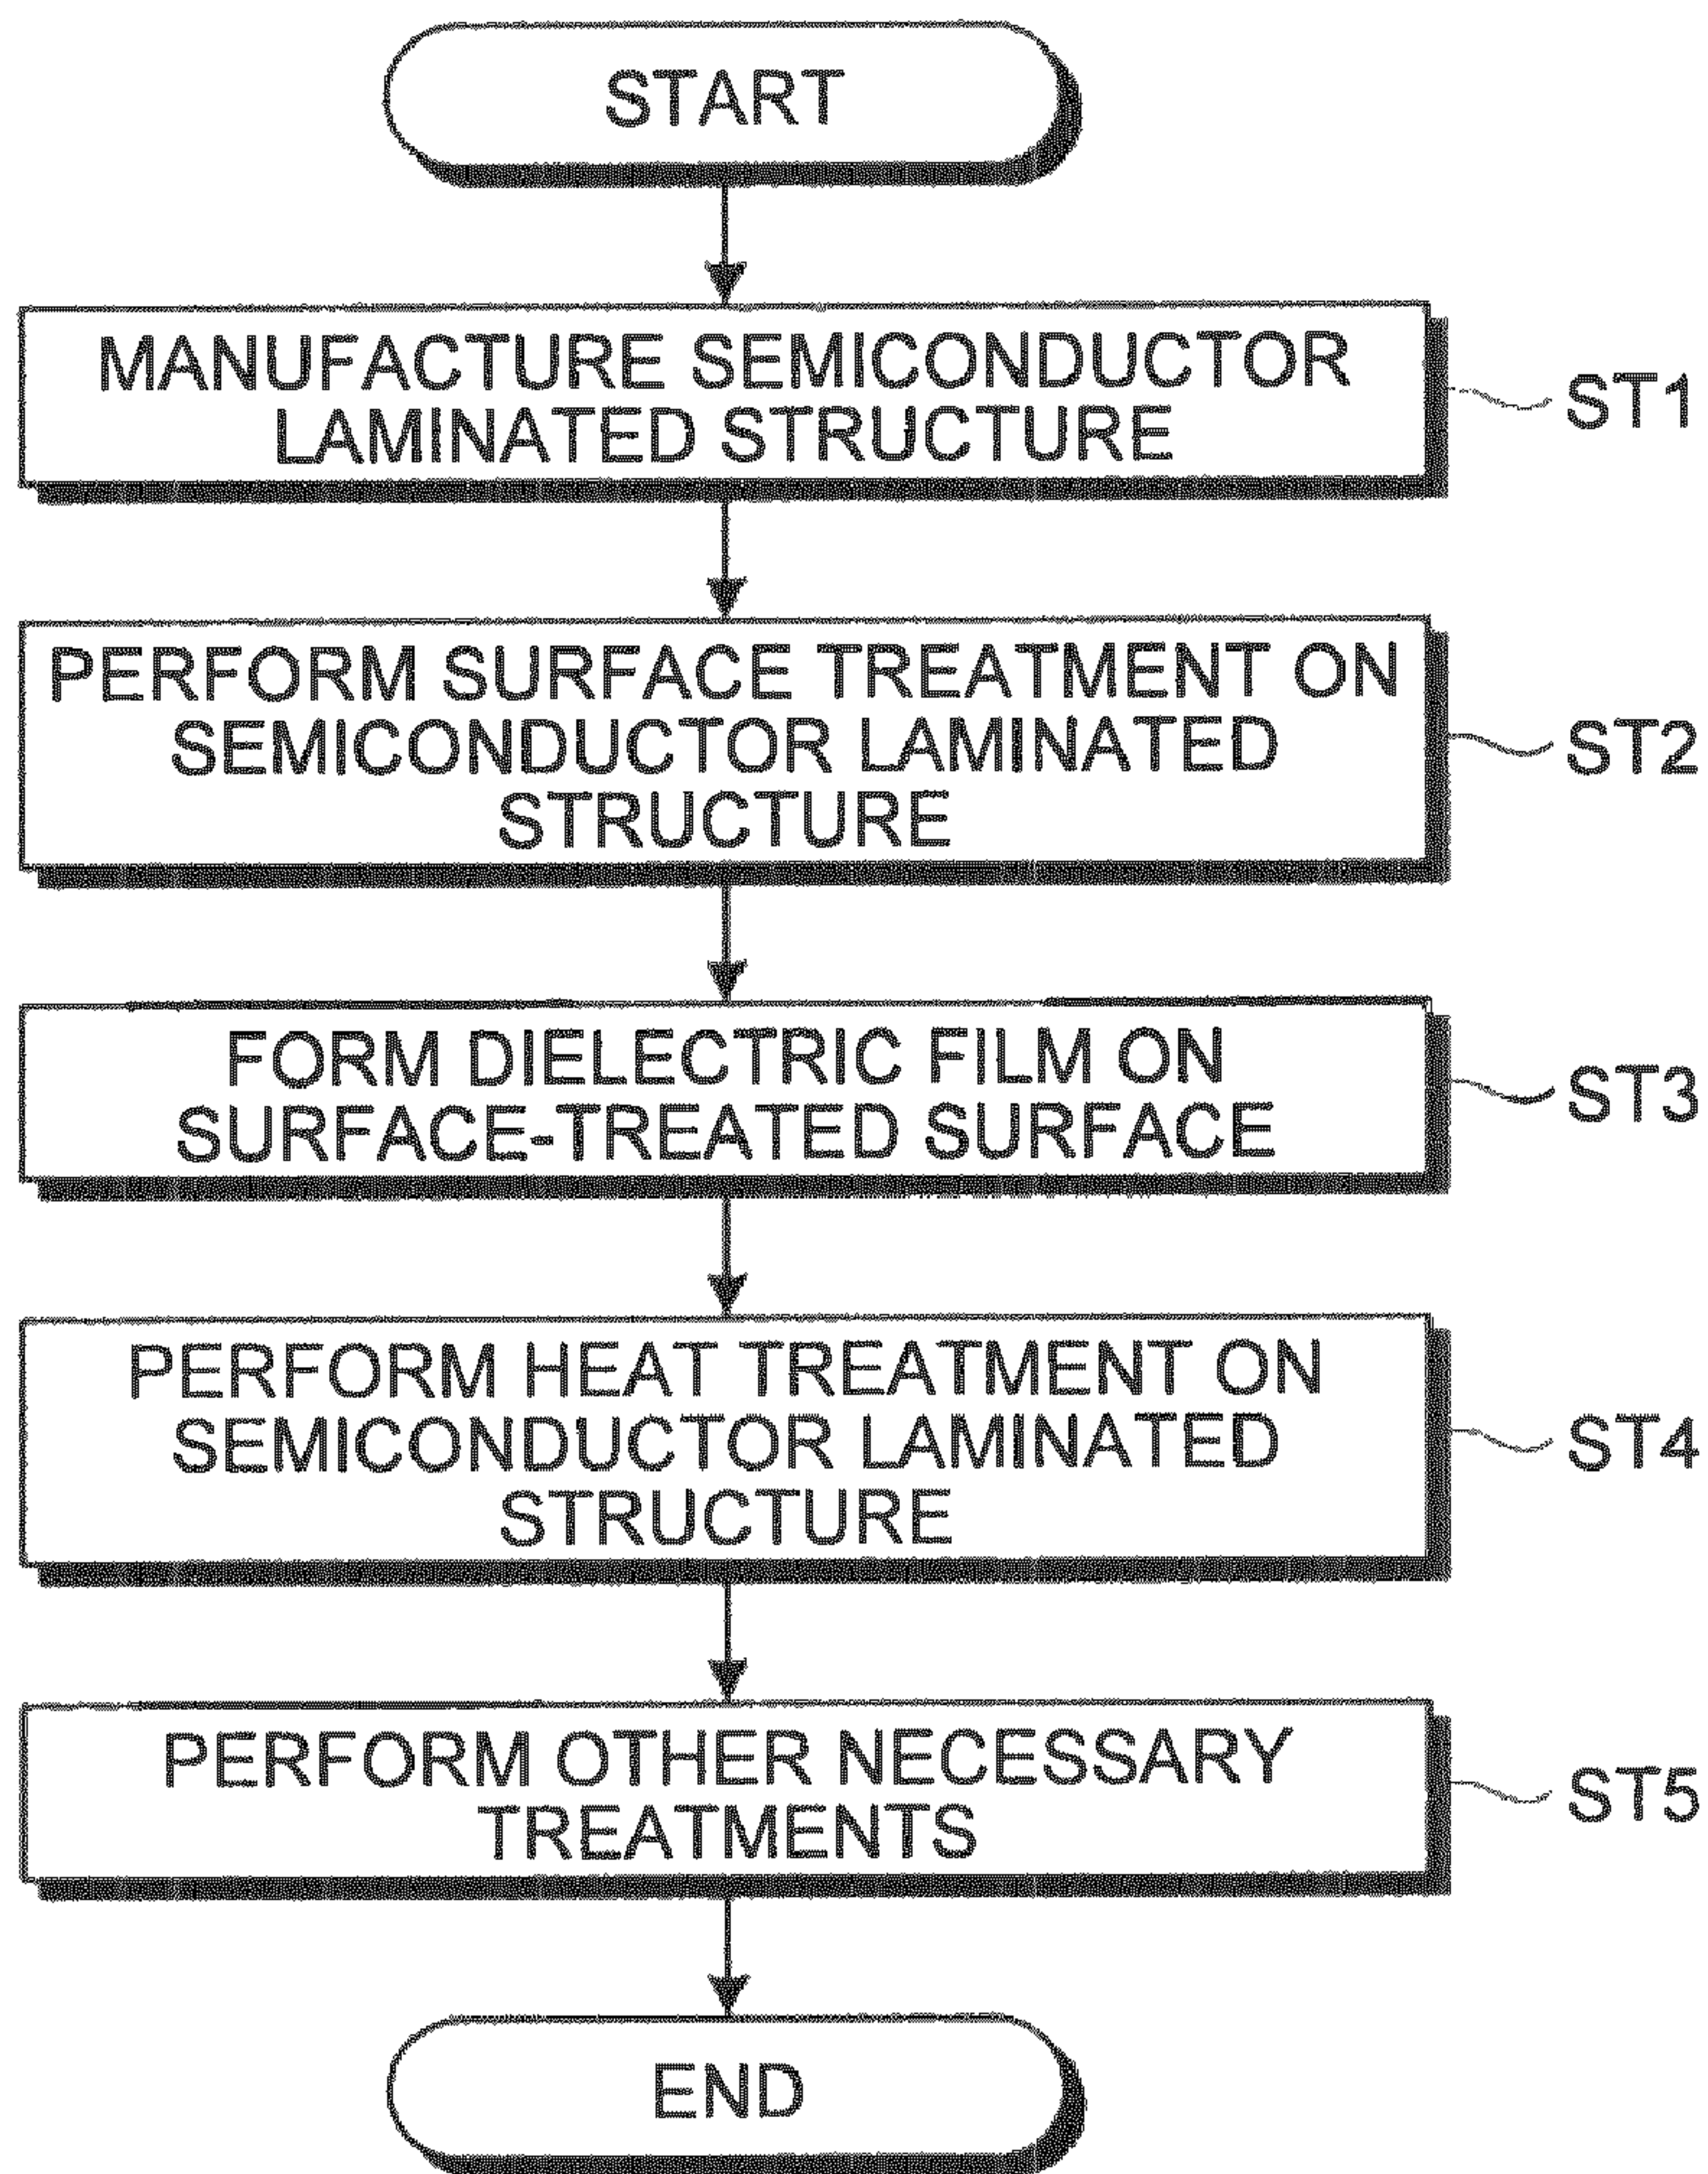 START
MANUFACTURE SEMICONDUCTOR
LAMINATED STRUCTURE
ST1
PERFORM SURFACE TREATMENT ON
SEMICONDUCTOR LAMINATED
STRUCTURE
ST2
FORM DIELECTRIC FILM ON
SURFACE-TREATED SURFACE
ST3
PERFORM HEAT TREATMENT ON
SEMICONDUCTOR LAMINATED
STRUCTURE
ST4
PERFORM OTHER NECESSARY
TREATMENTS
ST5
END